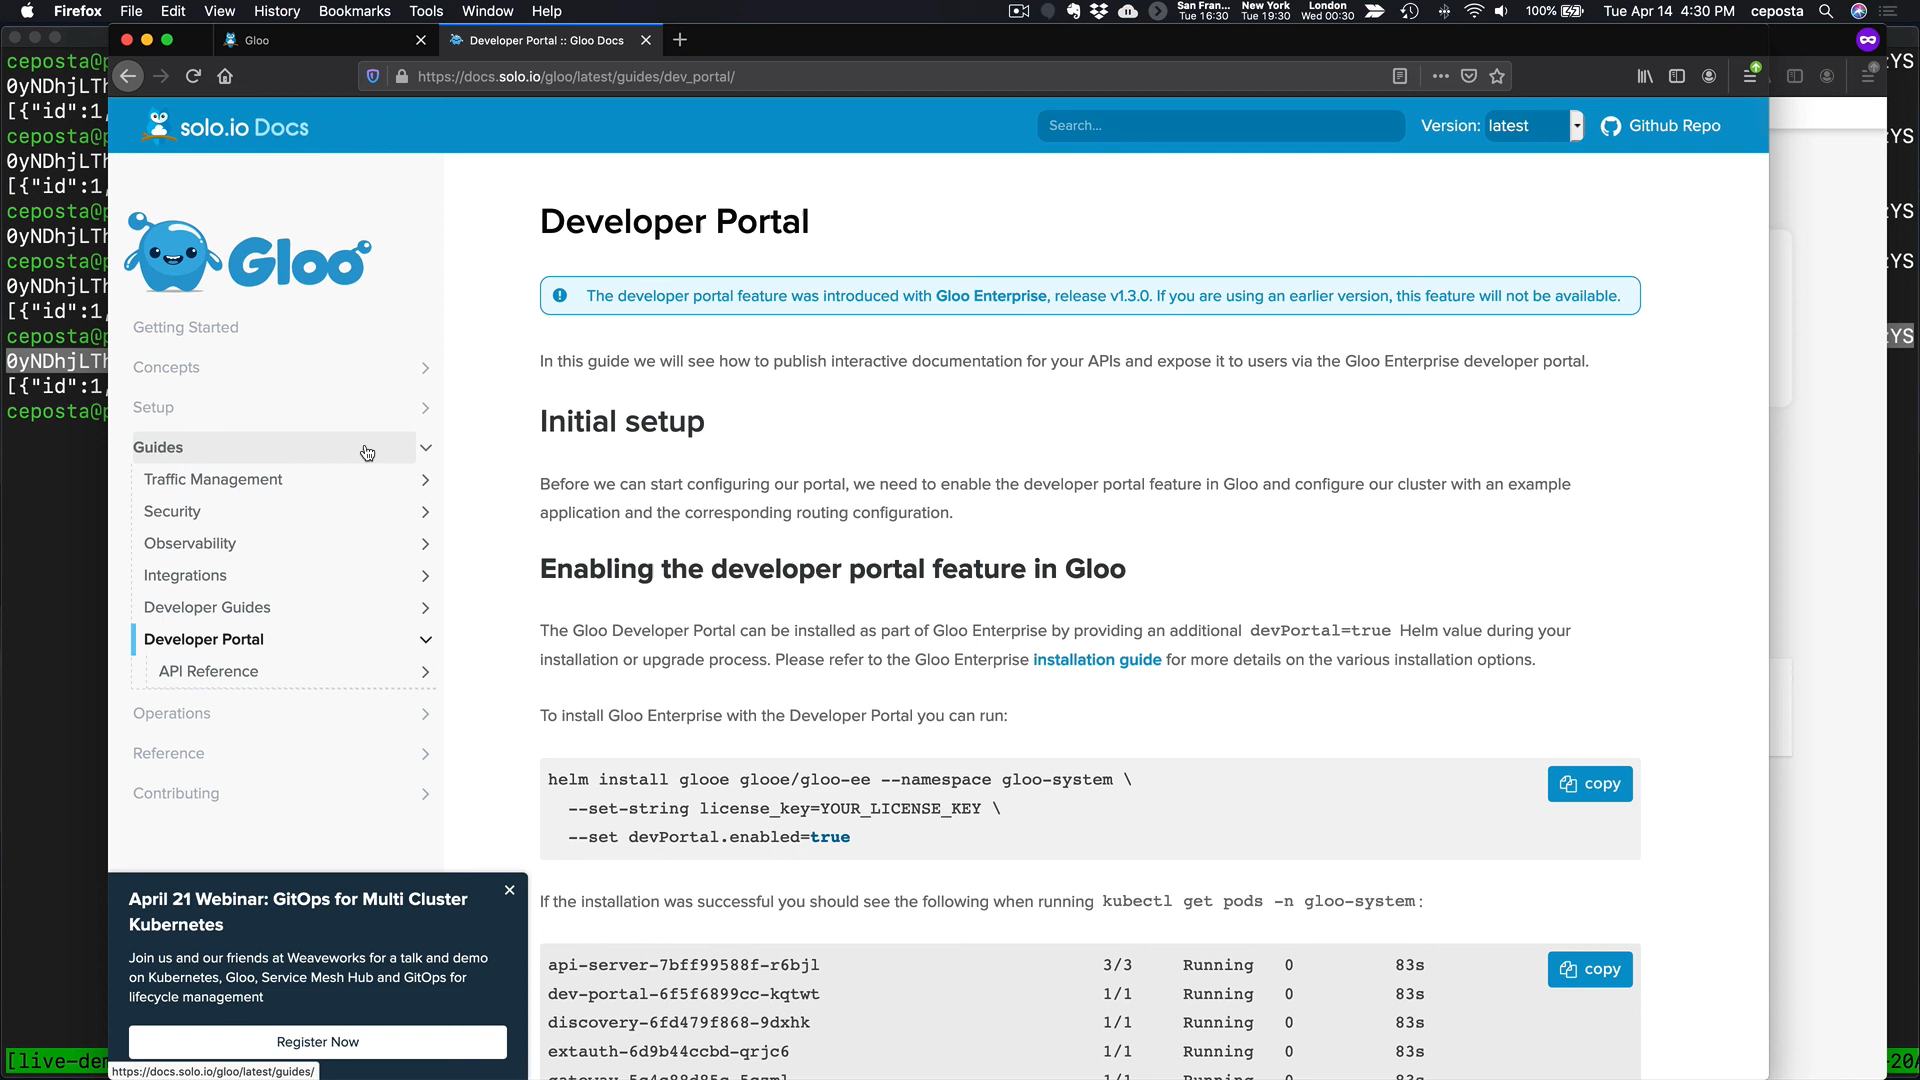 Firefox File Edit View History Bookmarks Tools Window Help
San Fran... Tue 16:30 New York Tue 19:30 London Wed 00:30 100% Tue Apr 14 4:30 PM ceposta
Gloo
Developer Portal :: Gloo Docs
https://docs.solo.io/gloo/latest/guides/dev_portal/
solo.io Docs
Search...
Version: latest
Github Repo
Gloo
Getting Started
Concepts
Setup
Guides
Traffic Management
Security
Observability
Integrations
Developer Guides
Developer Portal
API Reference
Operations
Reference
Contributing
Developer Portal
The developer portal feature was introduced with Gloo Enterprise, release v1.3.0. If you are using an earlier version, this feature will not be available.
In this guide we will see how to publish interactive documentation for your APIs and expose it to users via the Gloo Enterprise developer portal.
Initial setup
Before we can start configuring our portal, we need to enable the developer portal feature in Gloo and configure our cluster with an example
application and the corresponding routing configuration.
Enabling the developer portal feature in Gloo
The Gloo Developer Portal can be installed as part of Gloo Enterprise by providing an additional devPortal=true Helm value during your
installation or upgrade process. Please refer to the Gloo Enterprise installation guide for more details on the various installation options.
To install Gloo Enterprise with the Developer Portal you can run:
helm install glooe glooe/gloo-ee --namespace gloo-system \
--set-string license_key=YOUR_LICENSE_KEY \
--set devPortal.enabled=true
copy
If the installation was successful you should see the following when running kubectl get pods -n gloo-system:
api-server-7bff99588f-r6bjl 3/3 Running 0 83s
dev-portal-6f5f6899cc-kqtwt 1/1 Running 0 83s
discovery-6fd479f868-9dxhk 1/1 Running 0 83s
extauth-6d9b44ccbd-qrjc6 1/1 Running 0 83s
copy
April 21 Webinar: GitOps for Multi Cluster
Kubernetes
Join us and our friends at Weaveworks for a talk and demo
on Kubernetes, Gloo, Service Mesh Hub and GitOps for
lifecycle management
Register Now
https://docs.solo.io/gloo/latest/guides/
ceposta@
0yNDhjLTh
[{"id":1,
ceposta@
0yNDhjLTh
[{"id":1,
ceposta@
0yNDhjLTh
ceposta@
0yNDhjLTh
[{"id":1,
ceposta@
0yNDhjLTh
[{"id":1,
ceposta@
[live-de